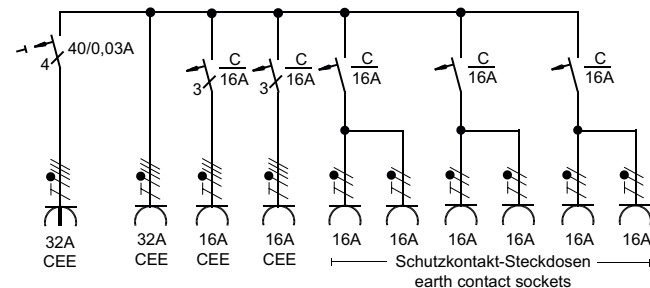 40/0,03A
4
C
16A
3
C
16A
3
C
16A
C
16A
C
16A
32A
CEE
32A
CEE
16A
CEE
16A
CEE
16A
16A
16A
16A
16A
16A
Schutzkontakt-Steckdosen
earth contact sockets